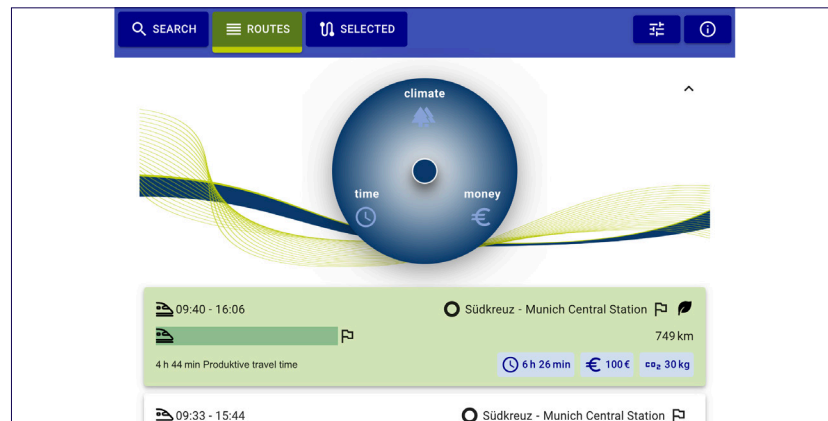 SEARCH ROUTES SELECTED
climate
time money
09:40 - 16:06 Südkreuz - Munich Central Station
749 km
4 h 44 min Produktive travel time 6 h 26 min 100 € CO₂ 30 kg
09:33 - 15:44 Südkreuz - Munich Central Station